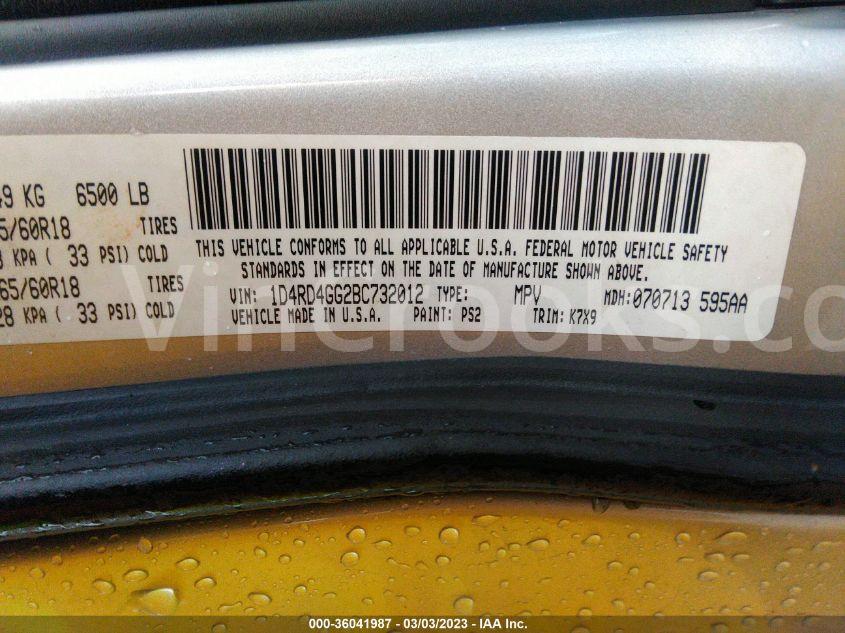 49 KG 6500 LB
5/60R18 TIRES
KPA ( 33 PSI) COLD
65/60R18 TIRES
28 KPA ( 33 PSI) COLD
THIS VEHICLE CONFORMS TO ALL APPLICABLE U.S.A. FEDERAL MOTOR VEHICLE SAFETY
STANDARDS IN EFFECT ON THE DATE OF MANUFACTURE SHOWN ABOVE.
VIN: 1D4RD4GG2BC732012 TYPE: MPV MDH:070713 595AA
VEHICLE MADE IN U.S.A. PAINT: PS2 TRIM: K7X9
VinCrooks.com
000-36041987 - 03/03/2023 - IAA Inc.